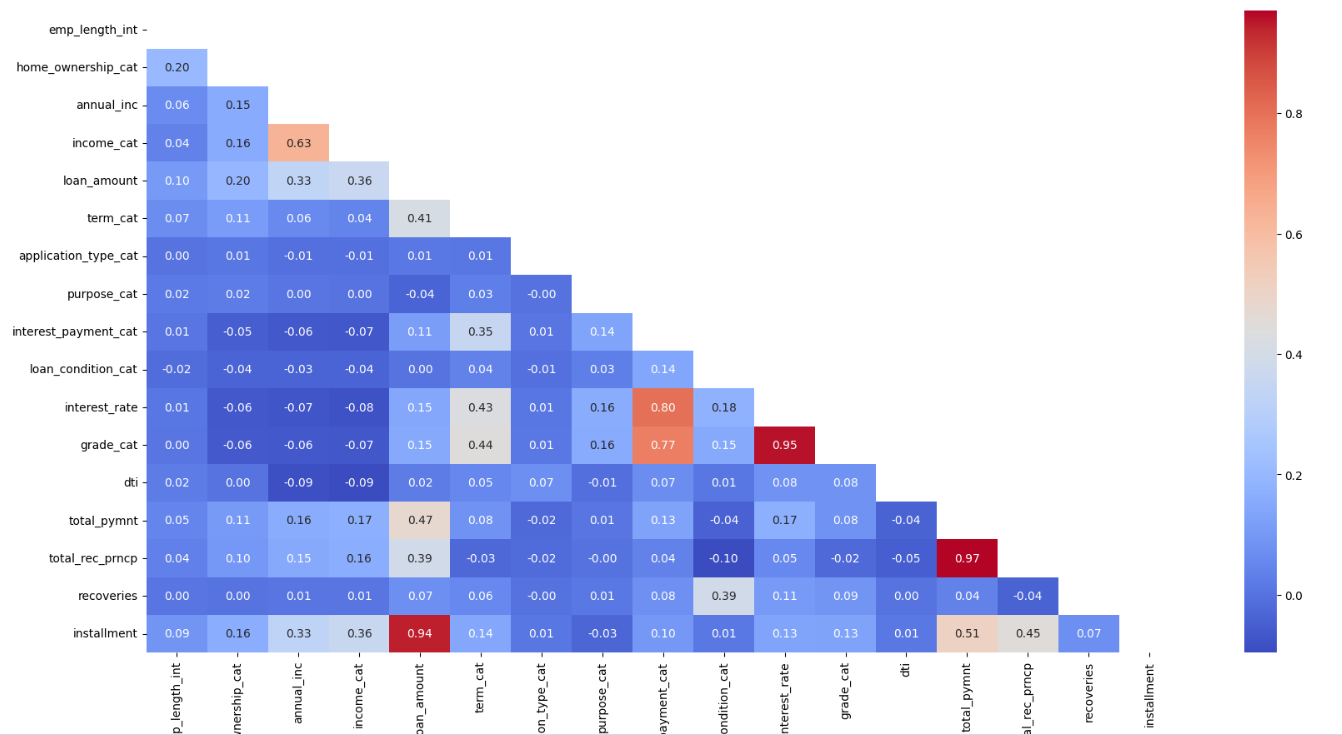 emp_length_int
home_ownership_cat 0.20
annual_inc 0.06 0.15
income_cat 0.04 0.16 0.63
loan_amount 0.10 0.20 0.33 0.36
term_cat 0.07 0.11 0.06 0.04 0.41
application_type_cat 0.00 0.01 -0.01 -0.01 0.01 0.01
purpose_cat 0.02 0.02 0.00 0.00 -0.04 0.03 -0.00
interest_payment_cat 0.01 -0.05 -0.06 -0.07 0.11 0.35 0.01 0.14
loan_condition_cat -0.02 -0.04 -0.03 -0.04 0.00 0.04 -0.01 0.03 0.14
interest_rate 0.01 -0.06 -0.07 -0.08 0.15 0.43 0.01 0.16 0.80 0.18
grade_cat 0.00 -0.06 -0.06 -0.07 0.15 0.44 0.01 0.16 0.77 0.15 0.95
dti 0.02 0.00 -0.09 -0.09 0.02 0.05 0.07 -0.01 0.07 0.01 0.08 0.08
total_pymnt 0.05 0.11 0.16 0.17 0.47 0.08 -0.02 0.01 0.13 -0.04 0.17 0.08 -0.04
total_rec_prncp 0.04 0.10 0.15 0.16 0.39 -0.03 -0.02 -0.00 0.04 -0.10 0.05 -0.02 -0.05 0.97
recoveries 0.00 0.00 0.01 0.01 0.07 0.06 -0.00 0.01 0.08 0.39 0.11 0.09 0.00 0.04 -0.04
installment 0.09 0.16 0.33 0.36 0.94 0.14 0.01 -0.03 0.10 0.01 0.13 0.13 0.01 0.51 0.45 0.07
p_length_int
nership_cat
annual_inc
income_cat
oan_amount
term_cat
on_type_cat
purpose_cat
payment_cat
ondition_cat
nterest_rate
grade_cat
dti
total_pymnt
al_rec_prncp
recoveries
installment
0.8
0.6
0.4
0.2
0.0